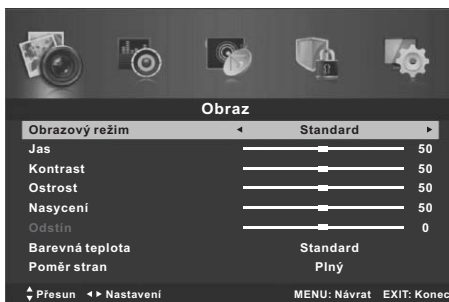 Obraz
Obrazový režim Standard
Jas 50
Kontrast 50
Ostrost 50
Nasycení 50
Odstín 0
Barevná teplota Standard
Poměr stran Plný
Přesun Nastavení MENU: Návrat EXIT: Konec